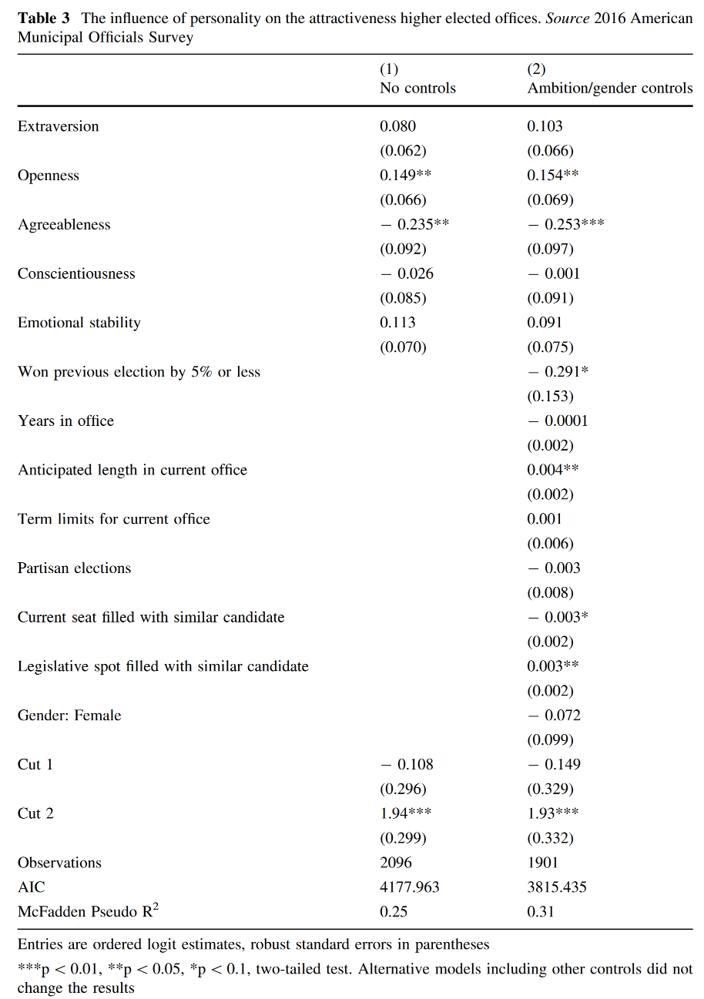 Table 3 The influence of personality on the attractiveness higher elected offices. Source 2016 American
Municipal Officials Survey
(1) (2)
No controls Ambition/gender controls
Extraversion 0.080 0.103
(0.062) (0.066)
Openness 0.149** 0.154**
(0.066) (0.069)
Agreeableness − 0.235** − 0.253***
(0.092) (0.097)
Conscientiousness − 0.026 − 0.001
(0.085) (0.091)
Emotional stability 0.113 0.091
(0.070) (0.075)
Won previous election by 5% or less − 0.291*
(0.153)
Years in office − 0.0001
(0.002)
Anticipated length in current office 0.004**
(0.002)
Term limits for current office 0.001
(0.006)
Partisan elections − 0.003
(0.008)
Current seat filled with similar candidate − 0.003*
(0.002)
Legislative spot filled with similar candidate 0.003**
(0.002)
Gender: Female − 0.072
(0.099)
Cut 1 − 0.108 − 0.149
(0.296) (0.329)
Cut 2 1.94*** 1.93***
(0.299) (0.332)
Observations 2096 1901
AIC 4177.963 3815.435
McFadden Pseudo R² 0.25 0.31
Entries are ordered logit estimates, robust standard errors in parentheses
***p < 0.01, **p < 0.05, *p < 0.1, two-tailed test. Alternative models including other controls did not
change the results